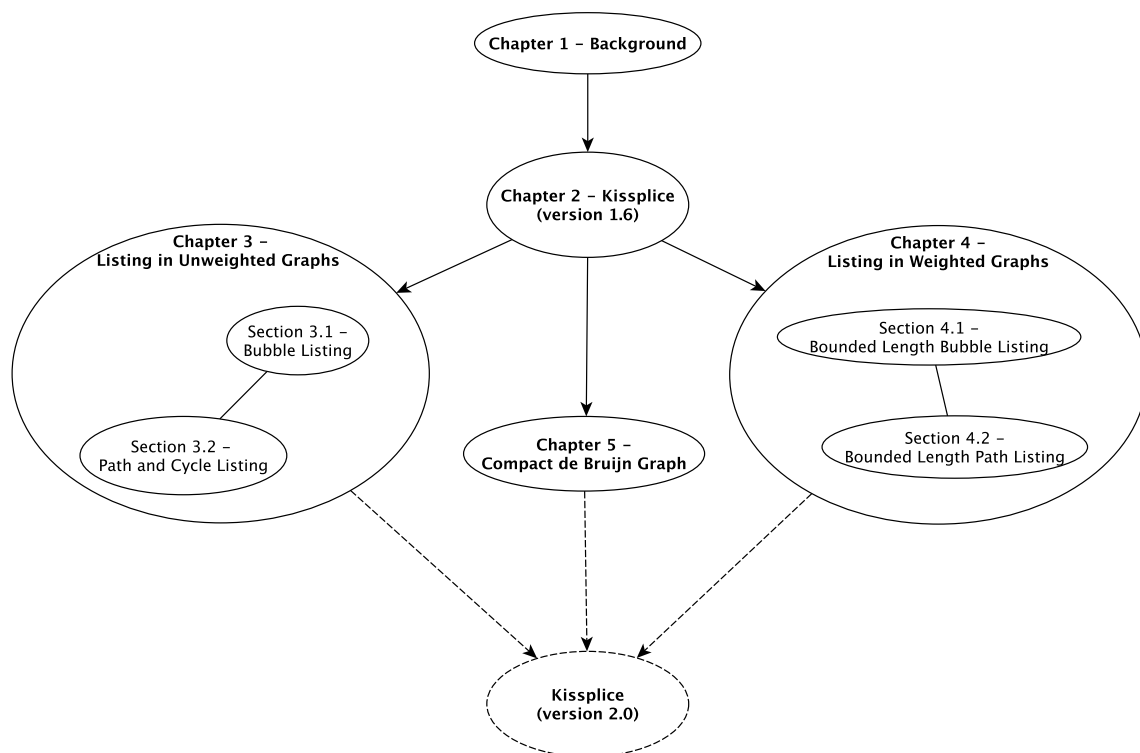 Chapter 1 – Background
Chapter 2 – Kissplice
(version 1.6)
Chapter 3 –
Listing in Unweighted Graphs
Section 3.1 –
Bubble Listing
Section 3.2 –
Path and Cycle Listing
Chapter 5 –
Compact de Bruijn Graph
Chapter 4 –
Listing in Weighted Graphs
Section 4.1 –
Bounded Length Bubble Listing
Section 4.2 –
Bounded Length Path Listing
Kissplice
(version 2.0)